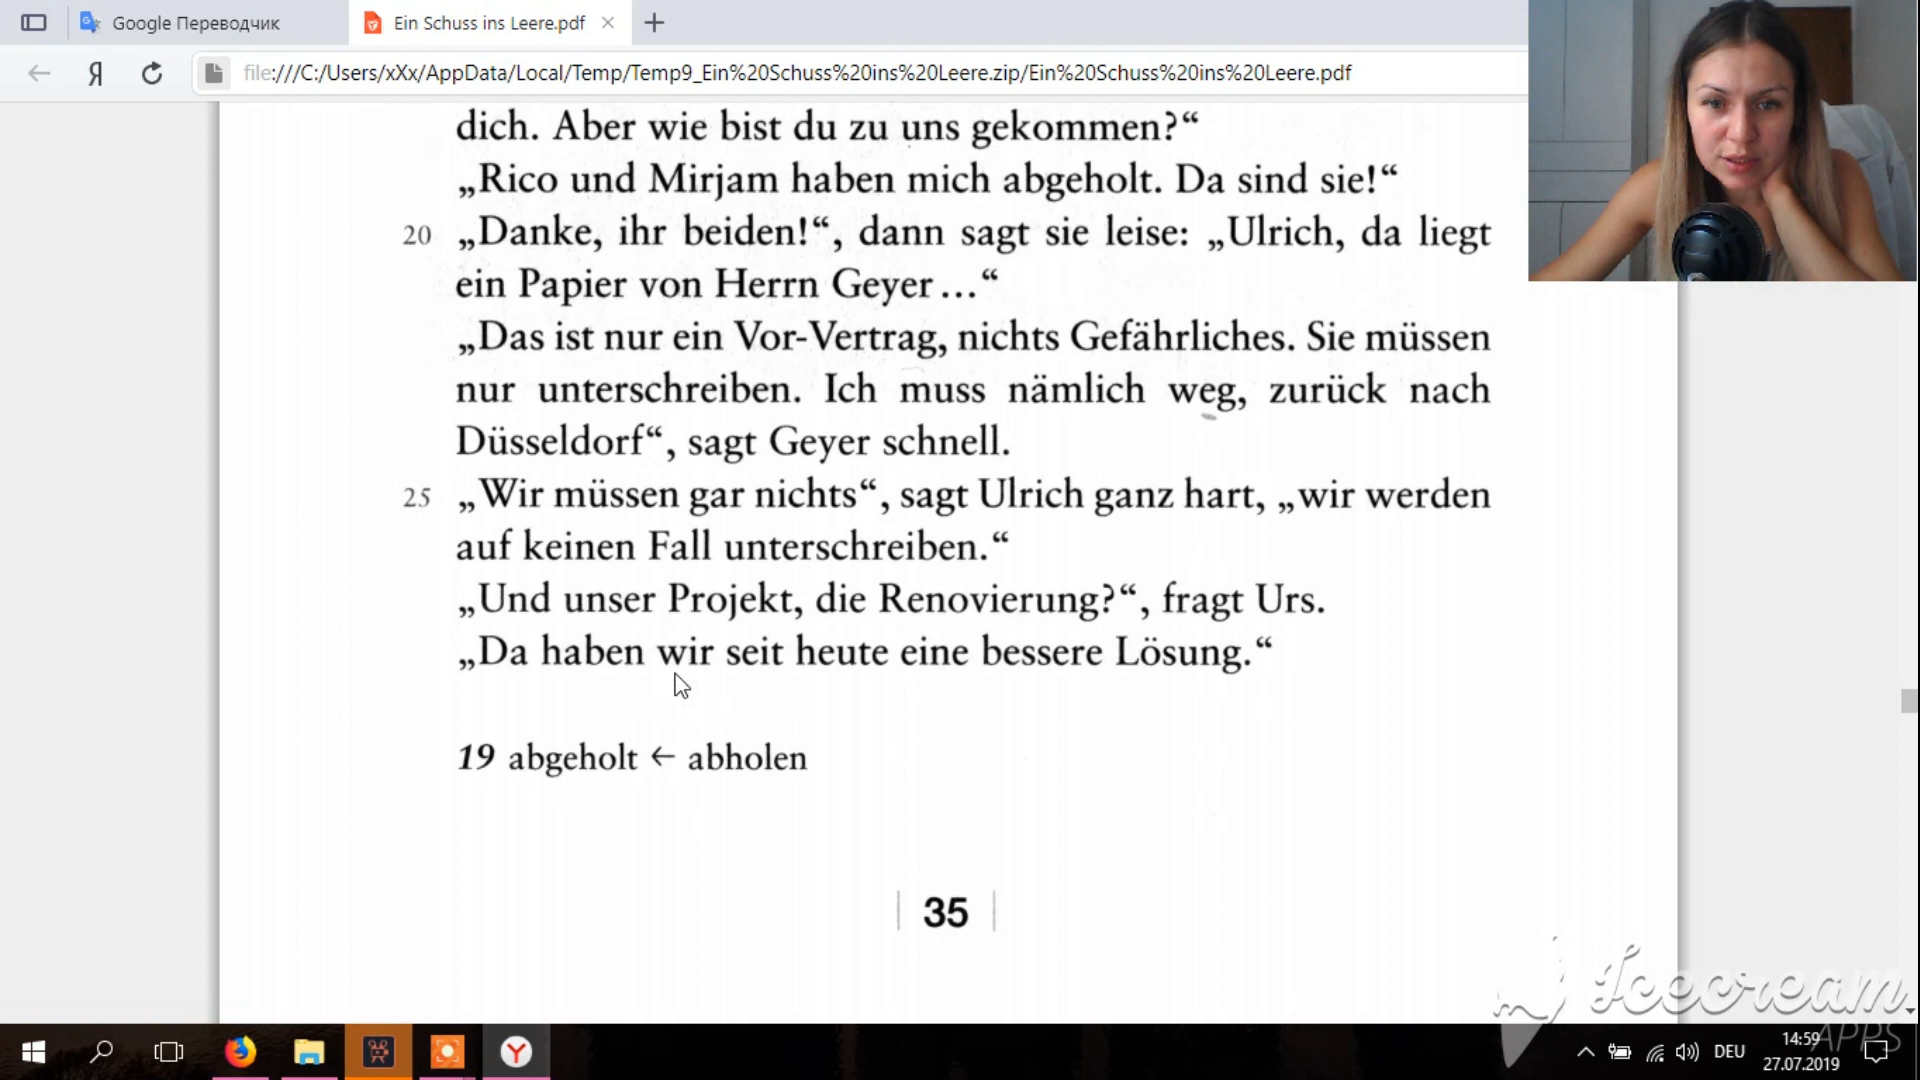 Google Переводчик
Ein Schuss ins Leere.pdf
Я
file:///C:/Users/xXx/AppData/Local/Temp/Temp9_Ein%20Schuss%20ins%20Leere.zip/Ein%20Schuss%20ins%20Leere.pdf
dich. Aber wie bist du zu uns gekommen?“
„Rico und Mirjam haben mich abgeholt. Da sind sie!“
20 „Danke, ihr beiden!“, dann sagt sie leise: „Ulrich, da liegt
ein Papier von Herrn Geyer…“
„Das ist nur ein Vor-Vertrag, nichts Gefährliches. Sie müssen
nur unterschreiben. Ich muss nämlich weg, zurück nach
Düsseldorf“, sagt Geyer schnell.
25 „Wir müssen gar nichts“, sagt Ulrich ganz hart, „wir werden
auf keinen Fall unterschreiben.“
„Und unser Projekt, die Renovierung?“, fragt Urs.
„Da haben wir seit heute eine bessere Lösung.“
19 abgeholt ← abholen
35
Icecream
APPS
Y
DEU
14:59
27.07.2019